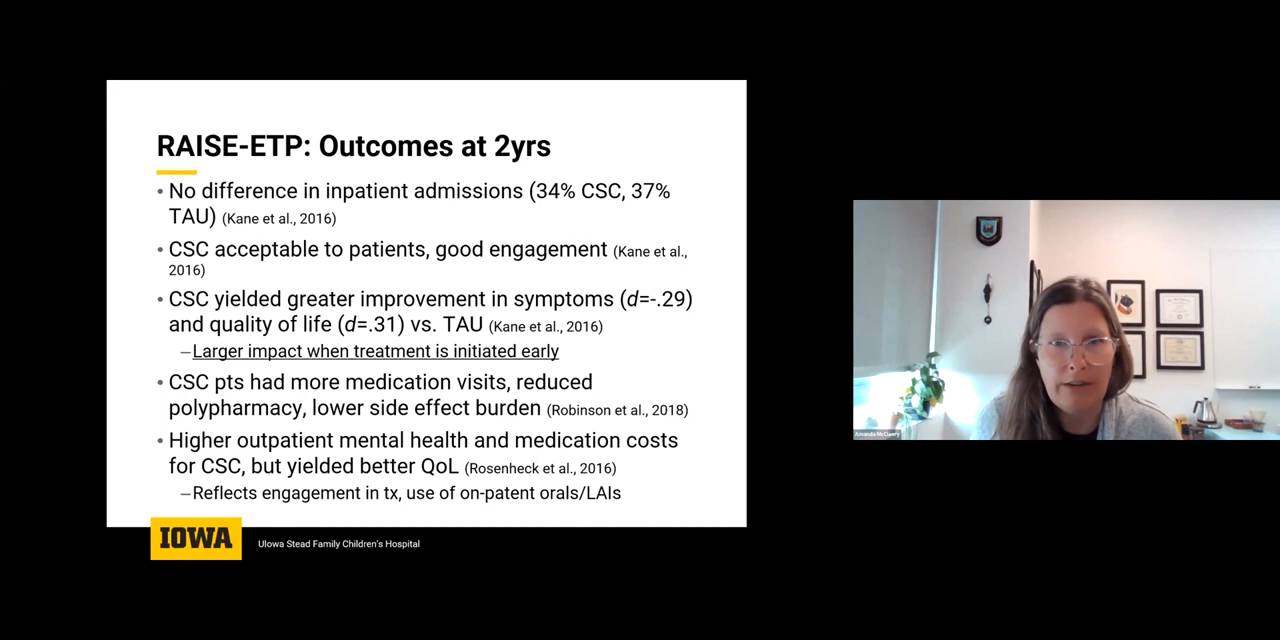 RAISE-ETP: Outcomes at 2yrs
• No difference in inpatient admissions (34% CSC, 37%
TAU) (Kane et al., 2016)
• CSC acceptable to patients, good engagement (Kane et al.,
2016)
• CSC yielded greater improvement in symptoms (d=-.29)
and quality of life (d=.31) vs. TAU (Kane et al., 2016)
–Larger impact when treatment is initiated early
• CSC pts had more medication visits, reduced
polypharmacy, lower side effect burden (Robinson et al., 2018)
• Higher outpatient mental health and medication costs
for CSC, but yielded better QoL (Rosenheck et al., 2016)
–Reflects engagement in tx, use of on-patent orals/LAIs
IOWA
UIowa Stead Family Children's Hospital
Amanda McCleery